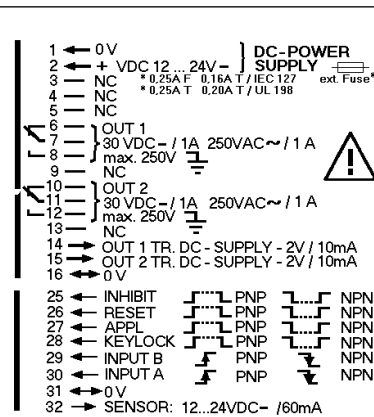 1 0 V DC-POWER
2 + VDC 12 ... 24V SUPPLY
3 NC * 0,25A F 0,16A T / IEC 127 ext. Fuse*
4 NC * 0,25A T 0,20A T / UL 198
5 NC
6 OUT 1
7 30 VDC / 1A 250VAC ~ / 1 A
8 max. 250V
9 NC
10 OUT 2
11 30 VDC / 1A 250VAC ~ / 1 A
12 max. 250V
13 NC
14 OUT 1 TR. DC - SUPPLY - 2V / 10mA
15 OUT 2 TR. DC - SUPPLY - 2V / 10mA
16 0 V
25 INHIBIT PNP NPN
26 RESET PNP NPN
27 APPL PNP NPN
28 KEYLOCK PNP NPN
29 INPUT B PNP NPN
30 INPUT A PNP NPN
31 0 V
32 SENSOR: 12...24VDC /60mA